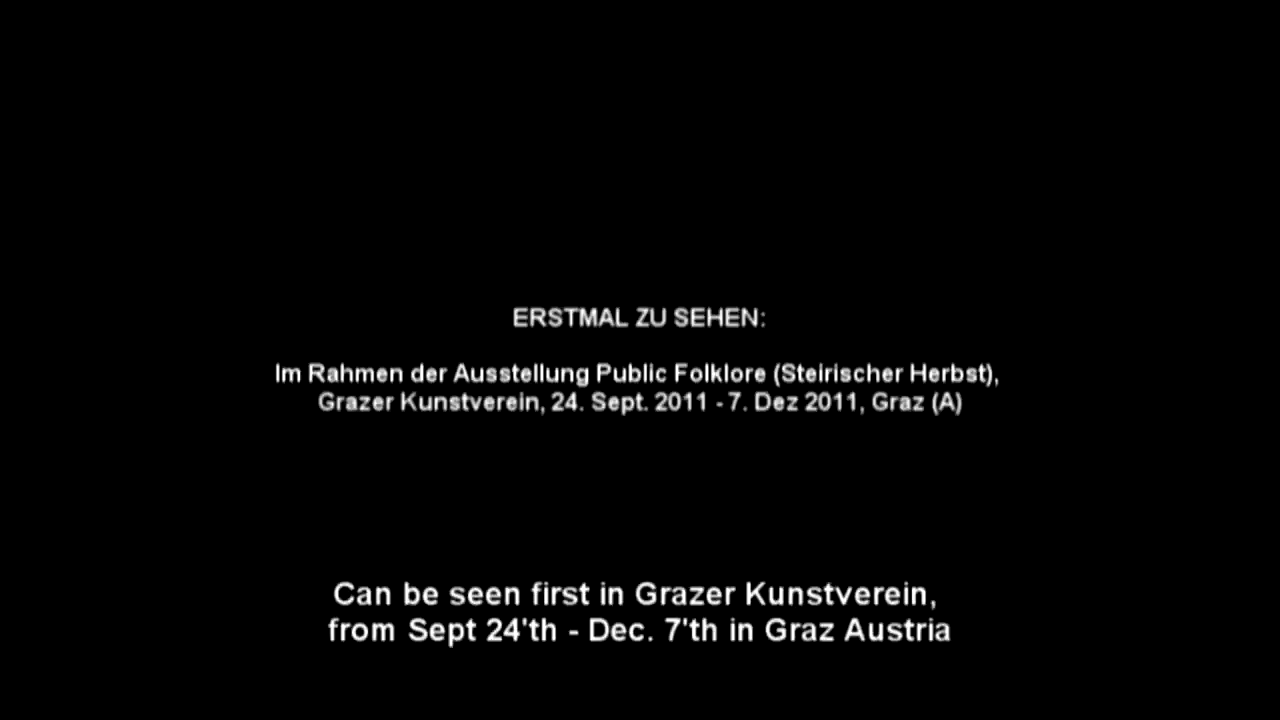 ERSTMAL ZU SEHEN:
Im Rahmen der Ausstellung Public Folklore (Steirischer Herbst),
Grazer Kunstverein, 24. Sept. 2011 - 7. Dez 2011, Graz (A)
Can be seen first in Grazer Kunstverein,
from Sept 24'th - Dec. 7'th in Graz Austria